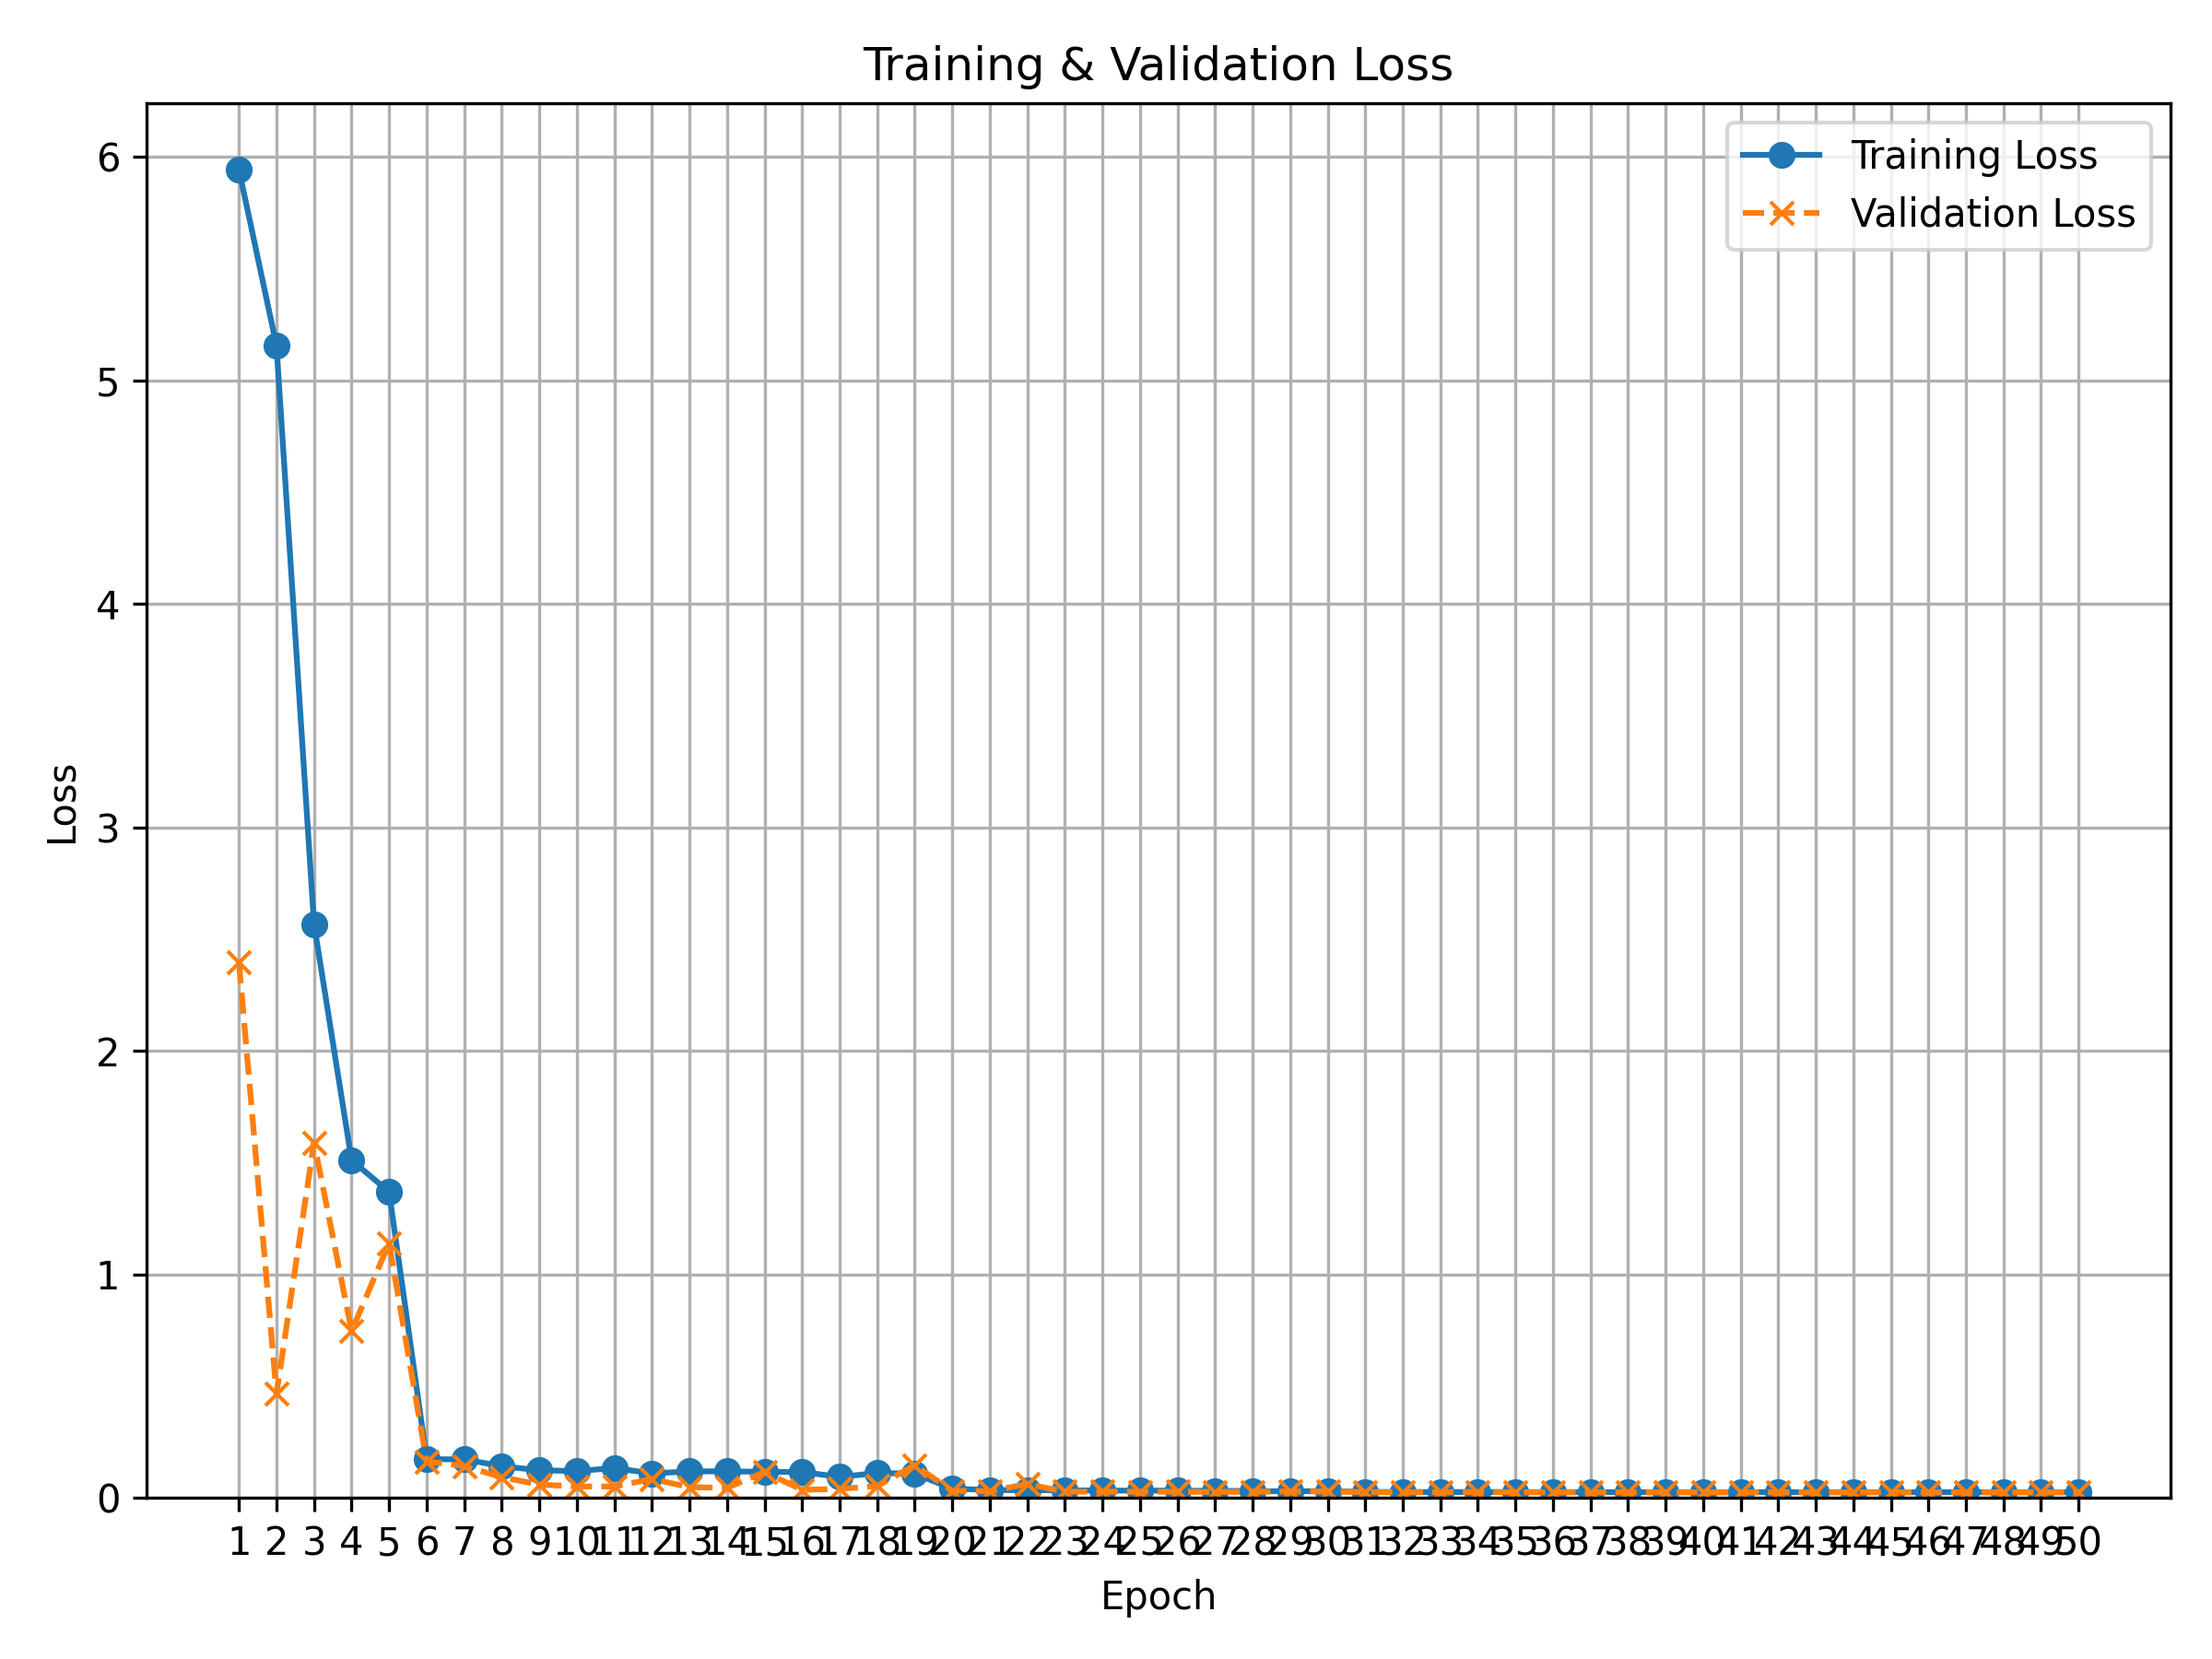 Training & Validation Loss
Training Loss
Validation Loss
6
5
4
3
2
1
0
Loss
1 2 3 4 5 6 7 8 9 10 11 12 13 14 15 16 17 18 19 20 21 22 23 24 25 26 27 28 29 30 31 32 33 34 35 36 37 38 39 40 41 42 43 44 45 46 47 48 49 50
Epoch